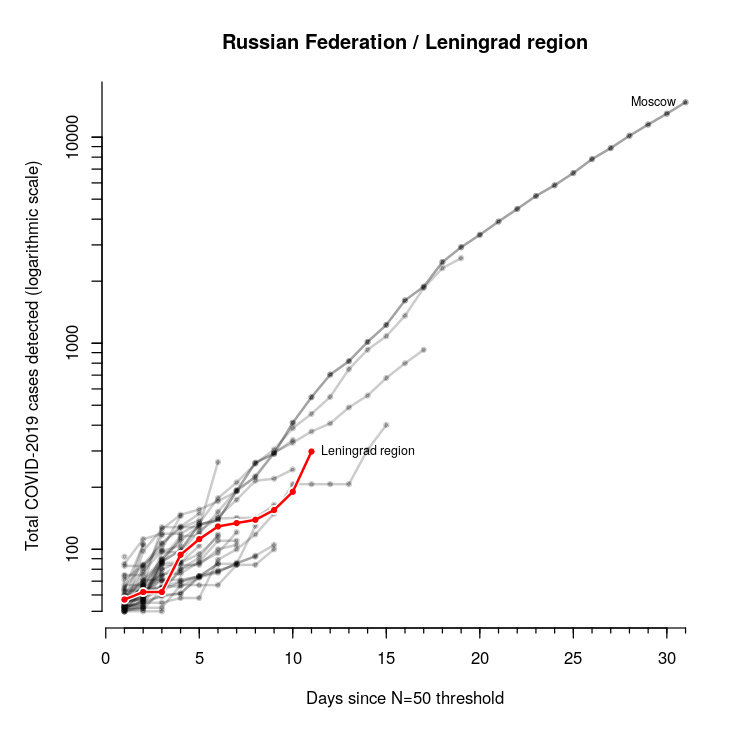 Russian Federation / Leningrad region
Total COVID-2019 cases detected (logarithmic scale)
10000
1000
100
Moscow
Leningrad region
0 5 10 15 20 25 30
Days since N=50 threshold